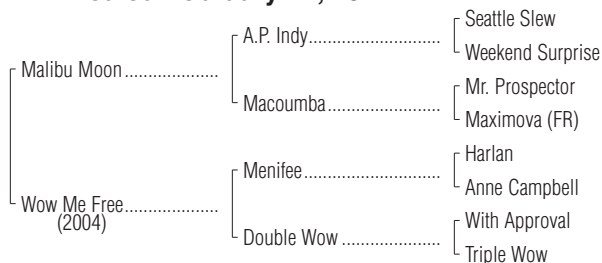 Seattle Slew
A.P. Indy
Weekend Surprise
Malibu Moon
Mr. Prospector
Macoumba
Maximova (FR)
Harlan
Menifee
Anne Campbell
Wow Me Free
(2004)
With Approval
Double Wow
Triple Wow